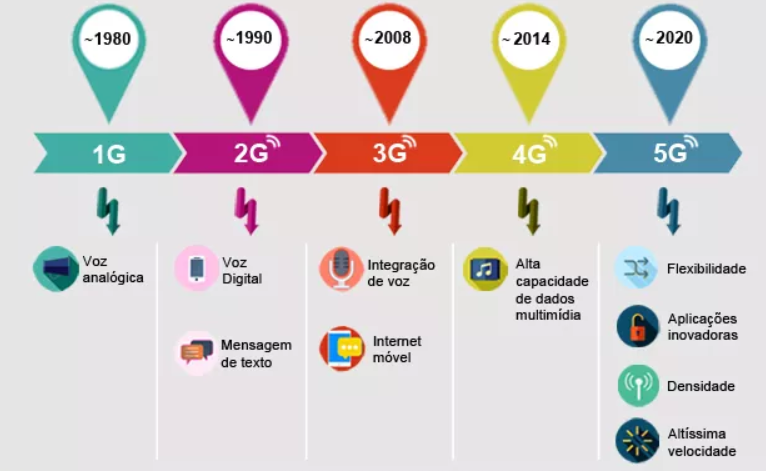 ~1980
~1990
~2008
~2014
~2020
1G
2G
3G
4G
5G
Voz
analógica
Voz
Digital
Mensagem
de texto
Integração
de voz
Internet
móvel
Alta
capacidade
de dados
multimídia
Flexibilidade
Aplicações
inovadoras
Densidade
Altíssima
velocidade